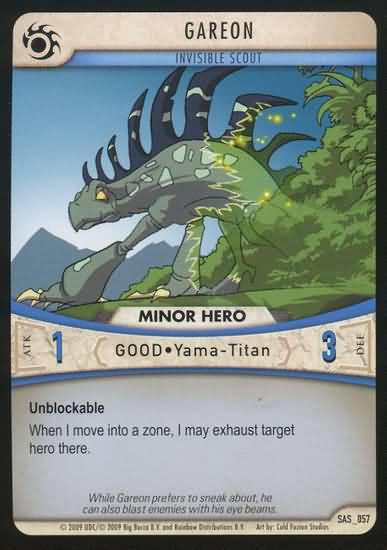 GAREON
INVISIBLE SCOUT
MINOR HERO
ATK 1 GOOD•Yama-Titan 3 DEF
Unblockable
When I move into a zone, I may exhaust target
hero there.
While Gareon prefers to sneak about, he
can also blast enemies with his eye beams.
SAS_057
© 2009 UDC/© 2009 Big Bocca B.V. and Rainbow Distributions B.V. Art by: Cold Fusion Studios